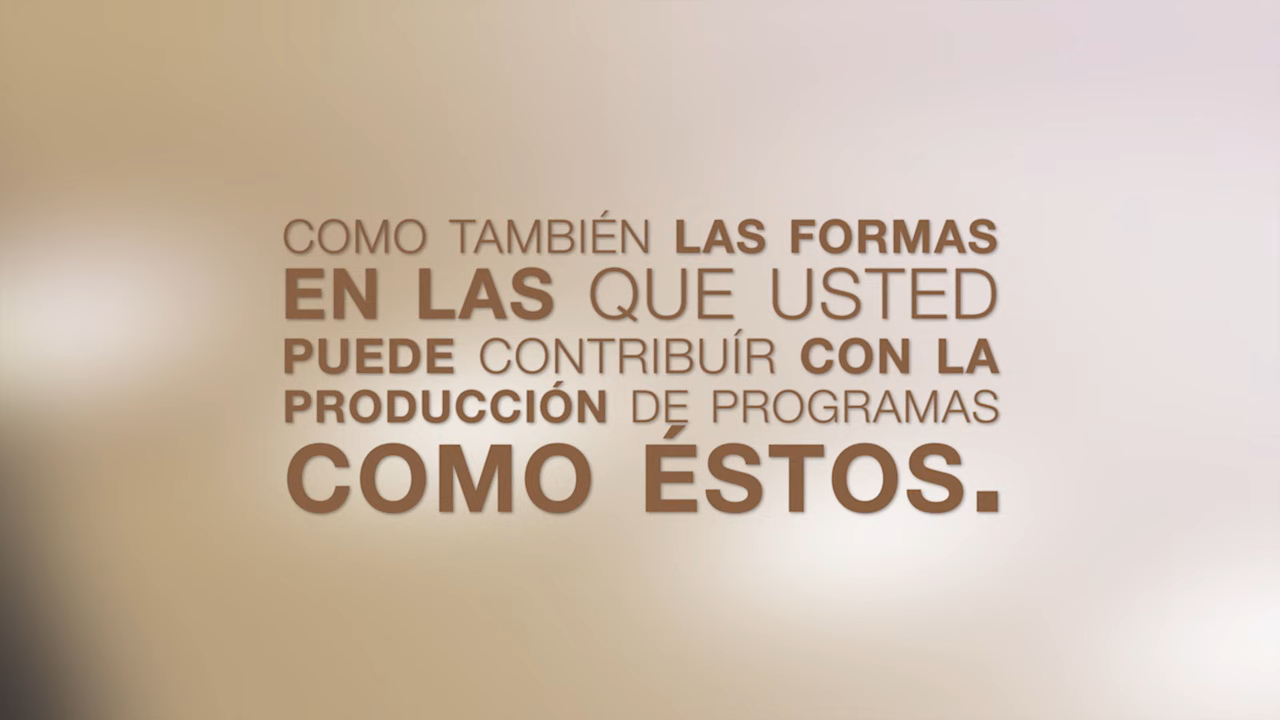 COMO TAMBIÉN LAS FORMAS
EN LAS QUE USTED
PUEDE CONTRIBUÍR CON LA
PRODUCCIÓN DE PROGRAMAS
COMO ÉSTOS.